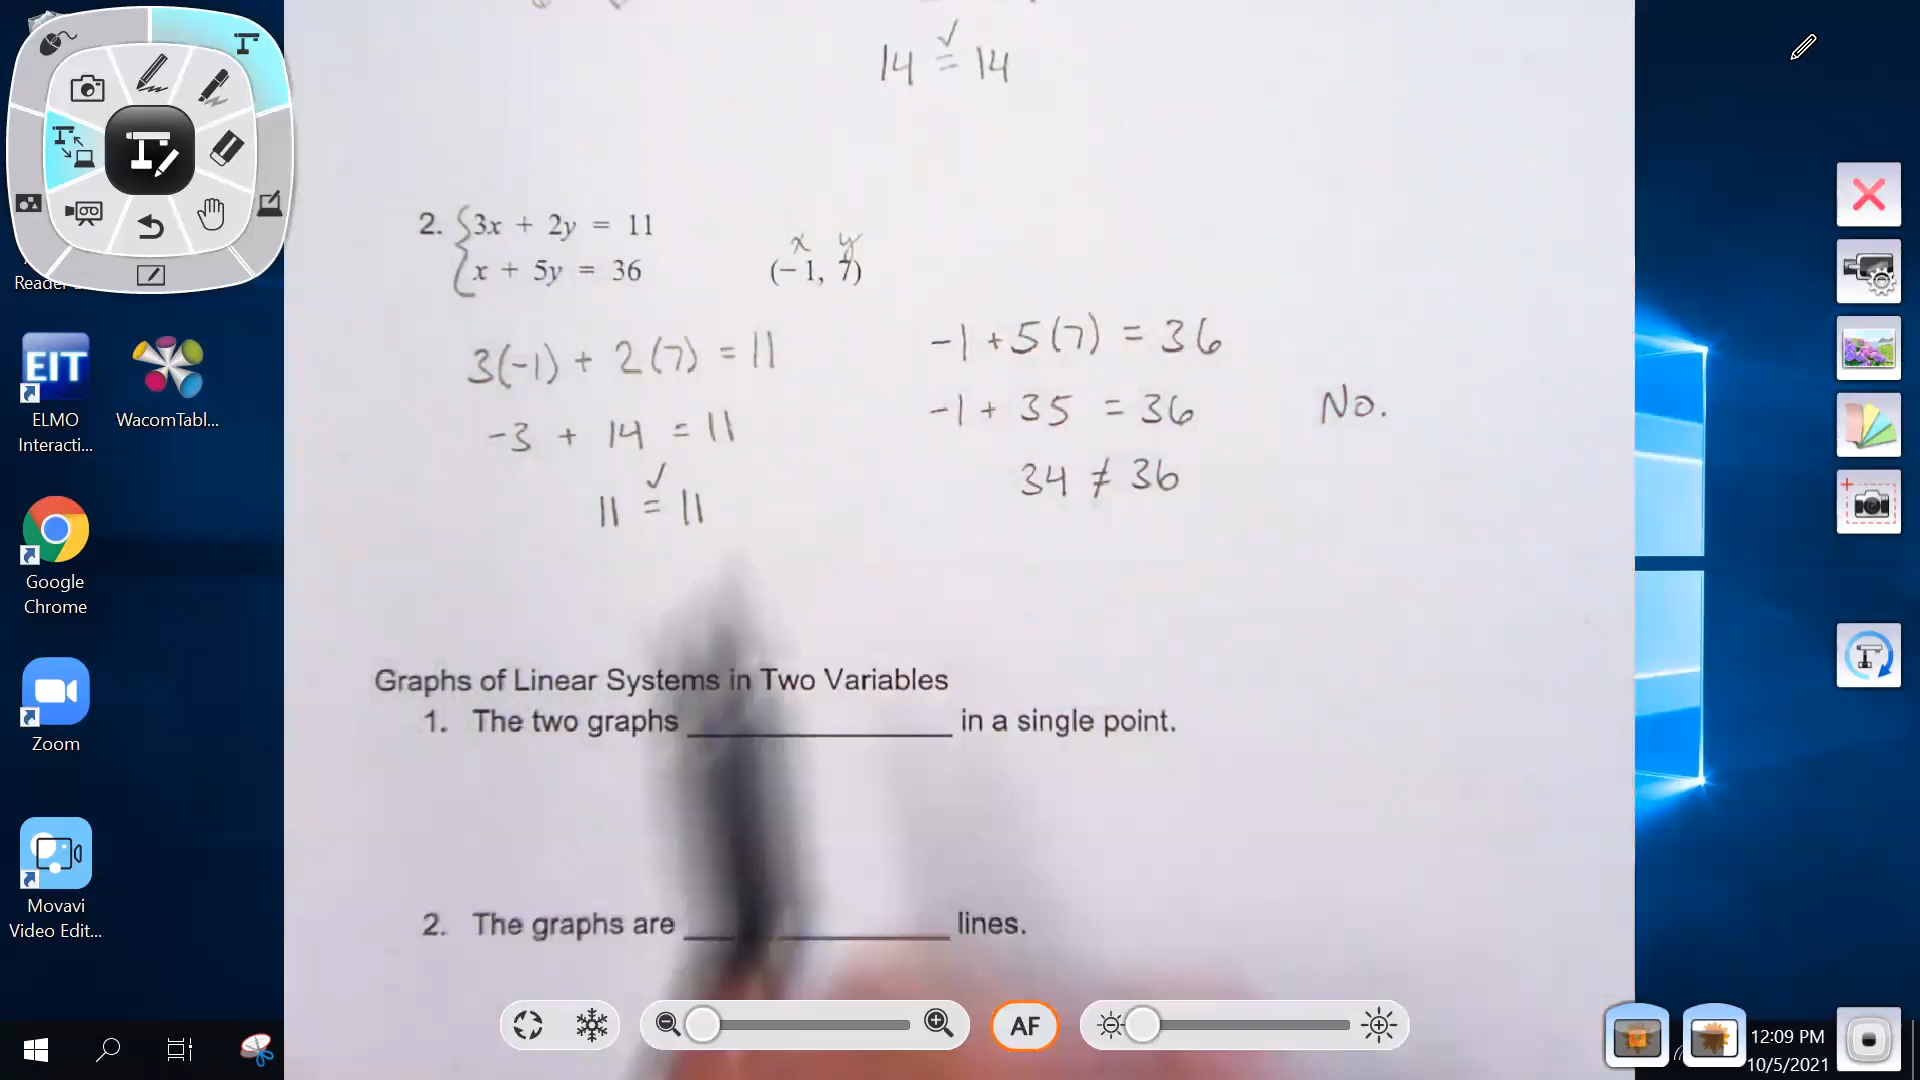 14 = 14
2. 3x + 2y = 11
x + 5y = 36
x y
(-1, 7)
3(-1) + 2(7) = 11
-3 + 14 = 11
11 = 11
-1 + 5(7) = 36
-1 + 35 = 36
34 ≠ 36
No.
Graphs of Linear Systems in Two Variables
1. The two graphs ____________ in a single point.
2. The graphs are ____________ lines.
EIT
ELMO
Interacti...
WacomTabl...
Google
Chrome
Zoom
Movavi
Video Edit...
AF
12:09 PM
10/5/2021